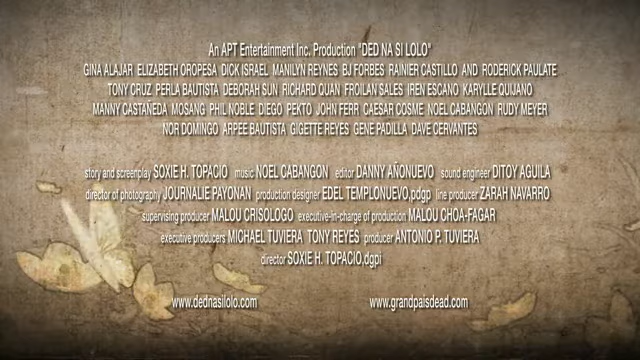 An APT Entertainment Inc. Production "DED NA SI LOLO"
GINA ALAJAR ELIZABETH OROPESA DICK ISRAEL MANILYN REYNES BJ FORBES RAINIER CASTILLO AND RODERICK PAULATE
TONY CRUZ PERLA BAUTISTA DEBORAH SUN RICHARD QUAN FROILAN SALES IREN ESCANO KARYLLE QUIJANO
MANNY CASTAÑEDA MOSANG PHIL NOBLE DIEGO PEKTO JOHN FERR CAESAR COSME NOEL CABANGON RUDY MEYER
NOR DOMINGO ARPEE BAUTISTA GIGETTE REYES GENE PADILLA DAVE CERVANTES
story and screenplay SOXIE H. TOPACIO music NOEL CABANGON editor DANNY AÑONUEVO sound engineer DITOY AGUILA
director of photography JOURNALIE PAYONAN production designer EDEL TEMPLONUEVO,pdgp line producer ZARAH NAVARRO
supervising producer MALOU CRISOLOGO executive-in-charge of production MALOU CHOA-FAGAR
executive producers MICHAEL TUVIERA TONY REYES producer ANTONIO P. TUVIERA
director SOXIE H. TOPACIO,dgpi
www.dednasilolo.com www.grandpaisdead.com